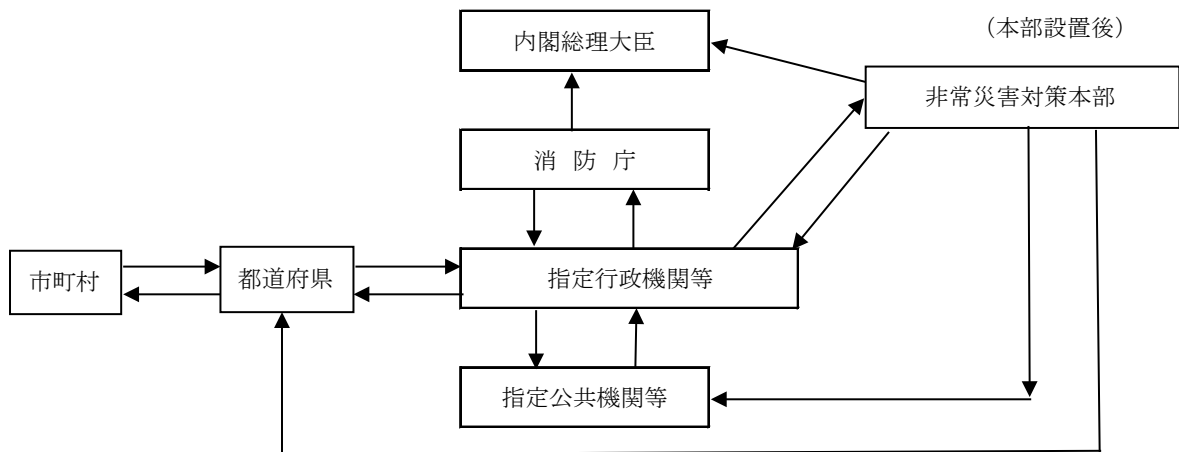 内閣総理大臣
（本部設置後）
非常災害対策本部
消 防 庁
市町村
都道府県
指定行政機関等
指定公共機関等